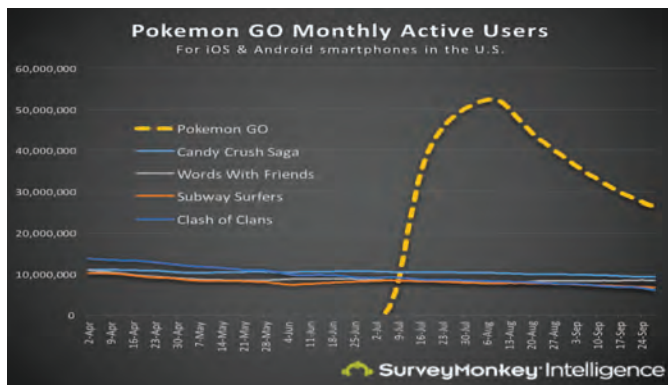 Pokemon GO Monthly Active Users
For iOS & Android smartphones in the U.S.
60,000,000
50,000,000
40,000,000
30,000,000
20,000,000
10,000,000
0
Pokemon GO
Candy Crush Saga
Words With Friends
Subway Surfers
Clash of Clans
2-Apr 9-Apr 16-Apr 23-Apr 30-Apr 7-May 14-May 21-May 28-May 4-Jun 11-Jun 18-Jun 25-Jun 2-Jul 9-Jul 16-Jul 23-Jul 30-Jul 6-Aug 13-Aug 20-Aug 27-Aug 3-Sep 10-Sep 17-Sep 24-Sep
SurveyMonkey Intelligence